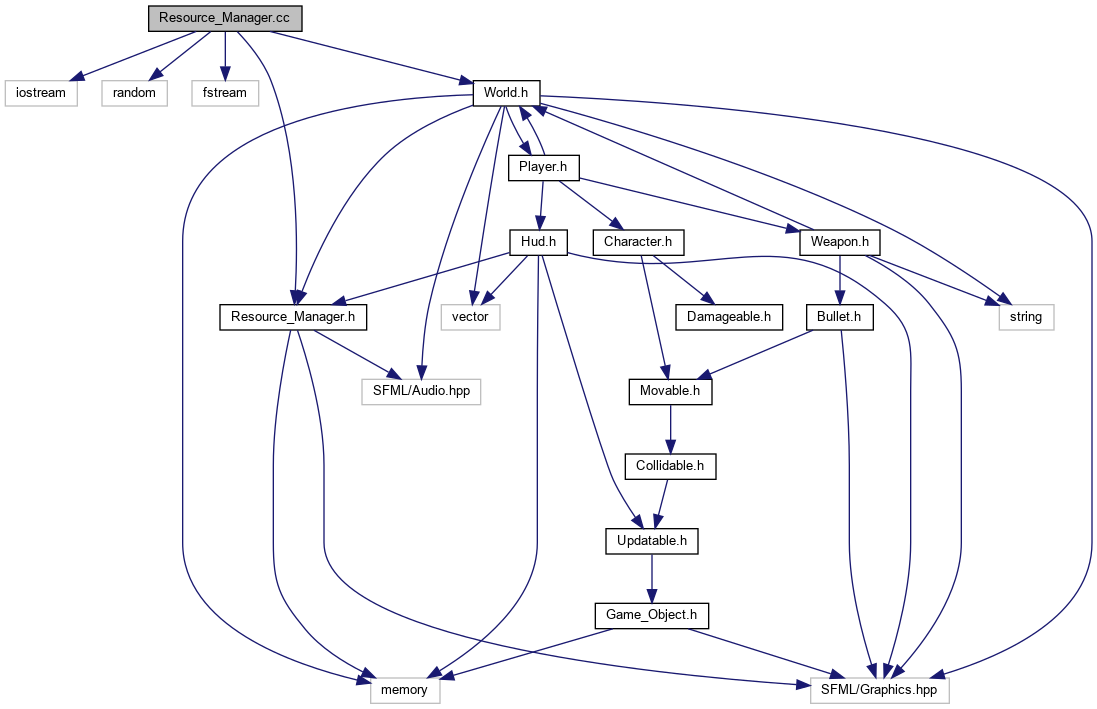 Resource_Manager.cc
iostream
random
fstream
World.h
Player.h
Hud.h
Character.h
Weapon.h
Resource_Manager.h
vector
Damageable.h
Bullet.h
string
SFML/Audio.hpp
Movable.h
Collidable.h
Updatable.h
Game_Object.h
memory
SFML/Graphics.hpp